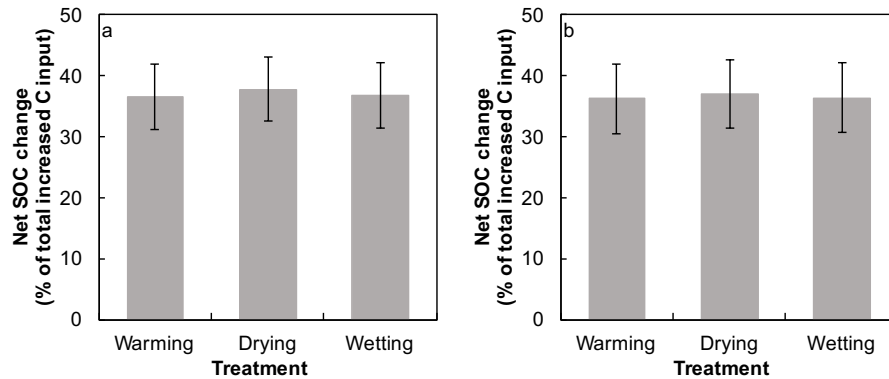 a
Net SOC change
(% of total increased C input)
50
40
30
20
10
0
Warming Drying Wetting
Treatment
b
Net SOC change
(% of total increased C input)
50
40
30
20
10
0
Warming Drying Wetting
Treatment